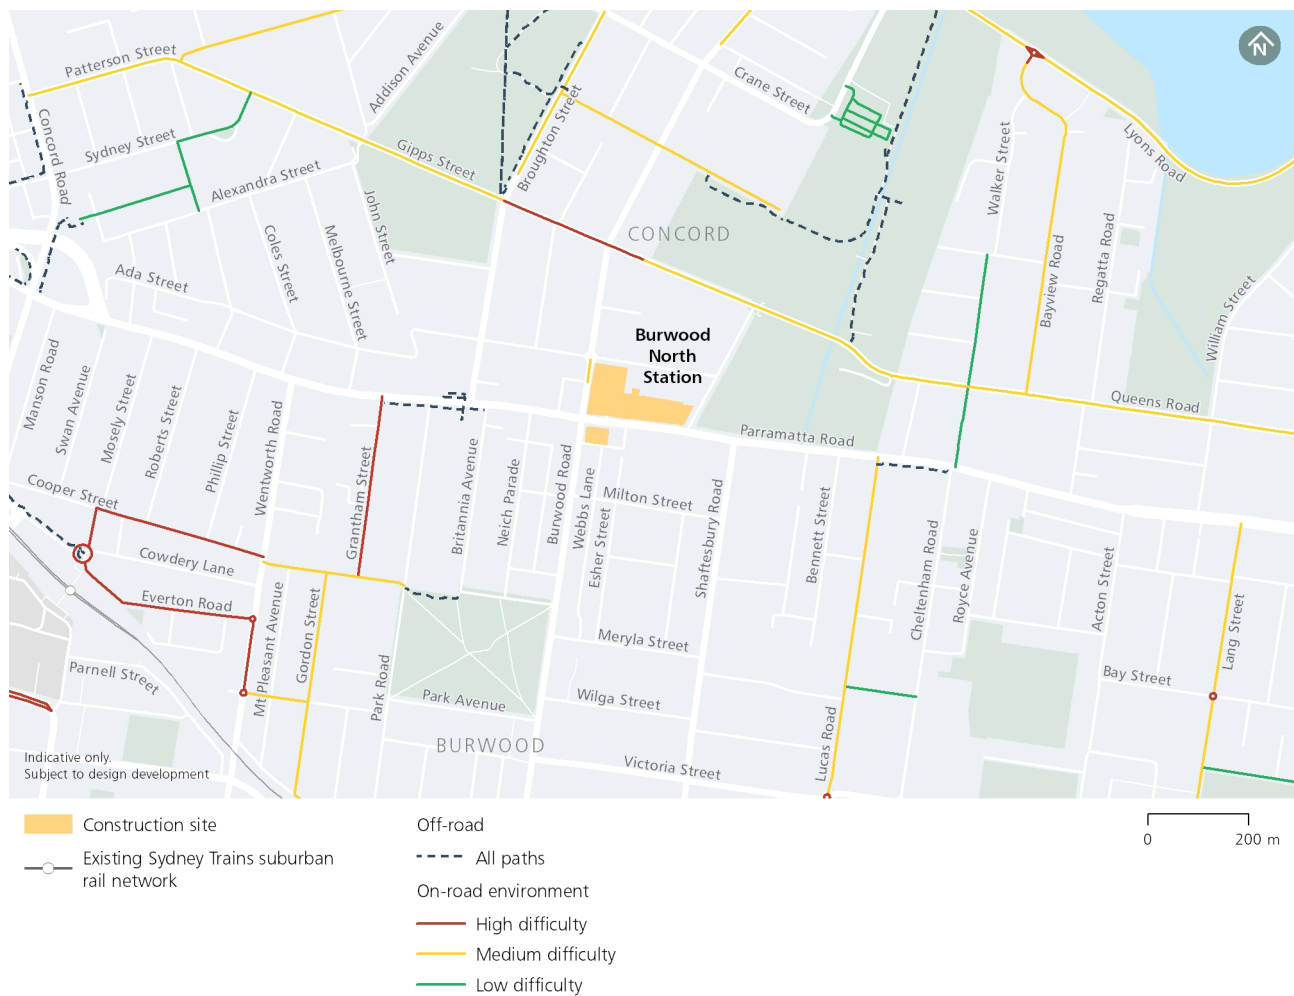 N
Patterson Street
Addison Avenue
Crane Street
Concord Road
Sydney Street
Gipps Street
Broughton Street
Lyons Road
Walker Street
Alexandra Street
John Street
CONCORD
Coles Street
Melbourne Street
Ada Street
Bayview Road
Regatta Road
William Street
Burwood
North
Station
Manson Road
Swan Avenue
Mosely Street
Roberts Street
Phillip Street
Wentworth Road
Queens Road
Parramatta Road
Cooper Street
Grantham Street
Britannia Avenue
Neich Parade
Burwood Road
Webbs Lane
Esher Street
Milton Street
Shaftesbury Road
Bennett Street
Cheltenham Road
Royce Avenue
Acton Street
Lang Street
Cowdery Lane
Everton Road
Mt Pleasant Avenue
Gordon Street
Park Road
Meryla Street
Parnell Street
Park Avenue
Wilga Street
Bay Street
Lucas Road
BURWOOD
Victoria Street
Indicative only.
Subject to design development
Construction site
Existing Sydney Trains suburban
rail network
Off-road
All paths
On-road environment
High difficulty
Medium difficulty
Low difficulty
0 200 m